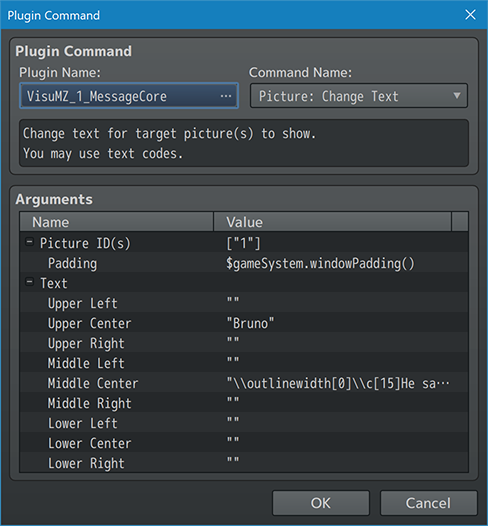 Plugin Command
Plugin Command
Plugin Name: Command Name:
VisuMZ_1_MessageCore ··· Picture: Change Text
Change text for target picture(s) to show.
You may use text codes.
Arguments
Name Value
Picture ID(s) ["1"]
Padding $gameSystem.windowPadding()
Text
Upper Left ""
Upper Center "Bruno"
Upper Right ""
Middle Left ""
Middle Center "\\outlinewidth[0]\\c[15]He sa···
Middle Right ""
Lower Left ""
Lower Center ""
Lower Right ""
OK Cancel